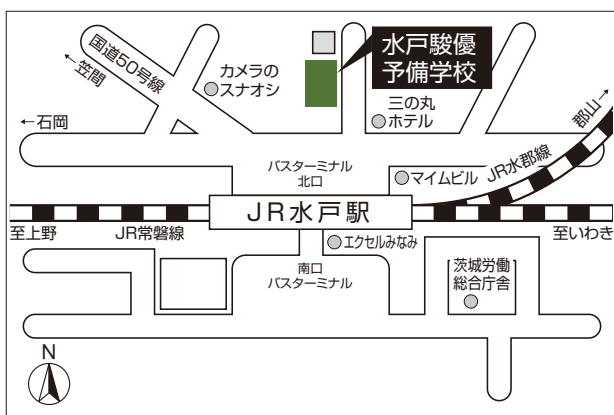 国道50号線
←笠間
カメラの
スナオシ
水戸駿優
予備学校
三の丸
ホテル
郡山→
←石岡
バスターミナル
北口
マイムビル
JR水郡線
JR水戸駅
至上野
JR常磐線
至いわき
エクセルみなみ
南口
バスターミナル
茨城労働
総合庁舎
N